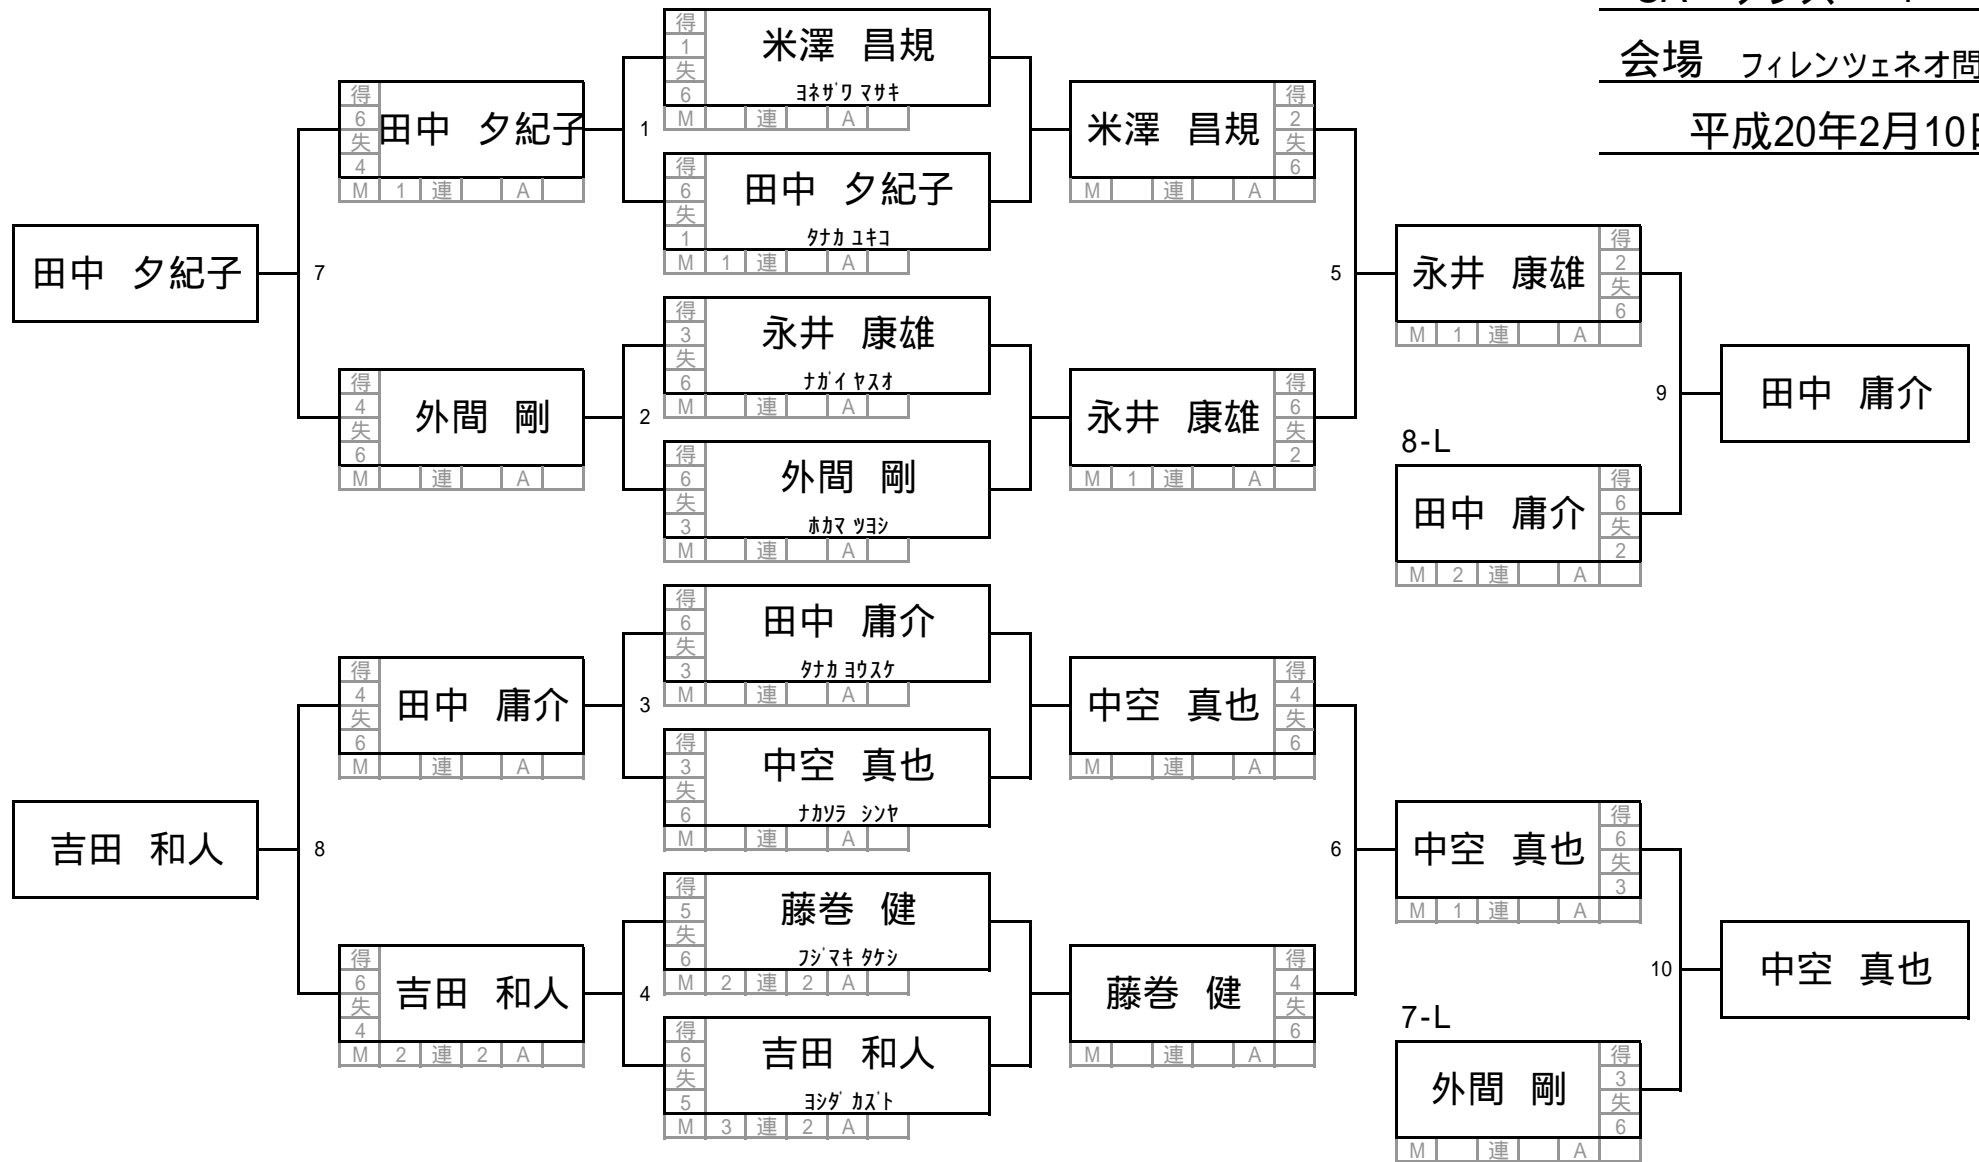 会場 フィレンツェネオ問
平成20年2月10日
得 1 失 6 米澤 昌規 ヨネザワ マサキ
M 連 A
得 6 失 4 田中 夕紀子
M 1 連 A
1
米澤 昌規 得 2 失 6
M 連 A
得 6 失 1 田中 夕紀子 タナカ ユキコ
M 1 連 A
田中 夕紀子
7
5
永井 康雄 得 2 失 6
M 1 連 A
得 3 失 6 永井 康雄 ナガイ ヤスオ
M 連 A
得 4 失 6 外間 剛
M 連 A
2
永井 康雄 得 6 失 2
M 1 連 A
9
田中 庸介
8-L
得 6 失 3 外間 剛 ホカマ ツヨシ
M 連 A
田中 庸介 得 6 失 2
M 2 連 A
得 6 失 3 田中 庸介 タナカ ヨウスケ
M 連 A
得 4 失 6 田中 庸介
M 連 A
3
中空 真也 得 4 失 6
M 連 A
得 3 失 6 中空 真也 ナカソラ シンヤ
M 連 A
吉田 和人
8
6
中空 真也 得 6 失 3
M 1 連 A
得 5 失 6 藤巻 健 フジマキ タケシ
M 2 連 2 A
得 6 失 4 吉田 和人
M 2 連 2 A
4
藤巻 健 得 4 失 6
M 連 A
10
中空 真也
7-L
得 6 失 5 吉田 和人 ヨシダ カズト
M 3 連 2 A
外間 剛 得 3 失 6
M 連 A